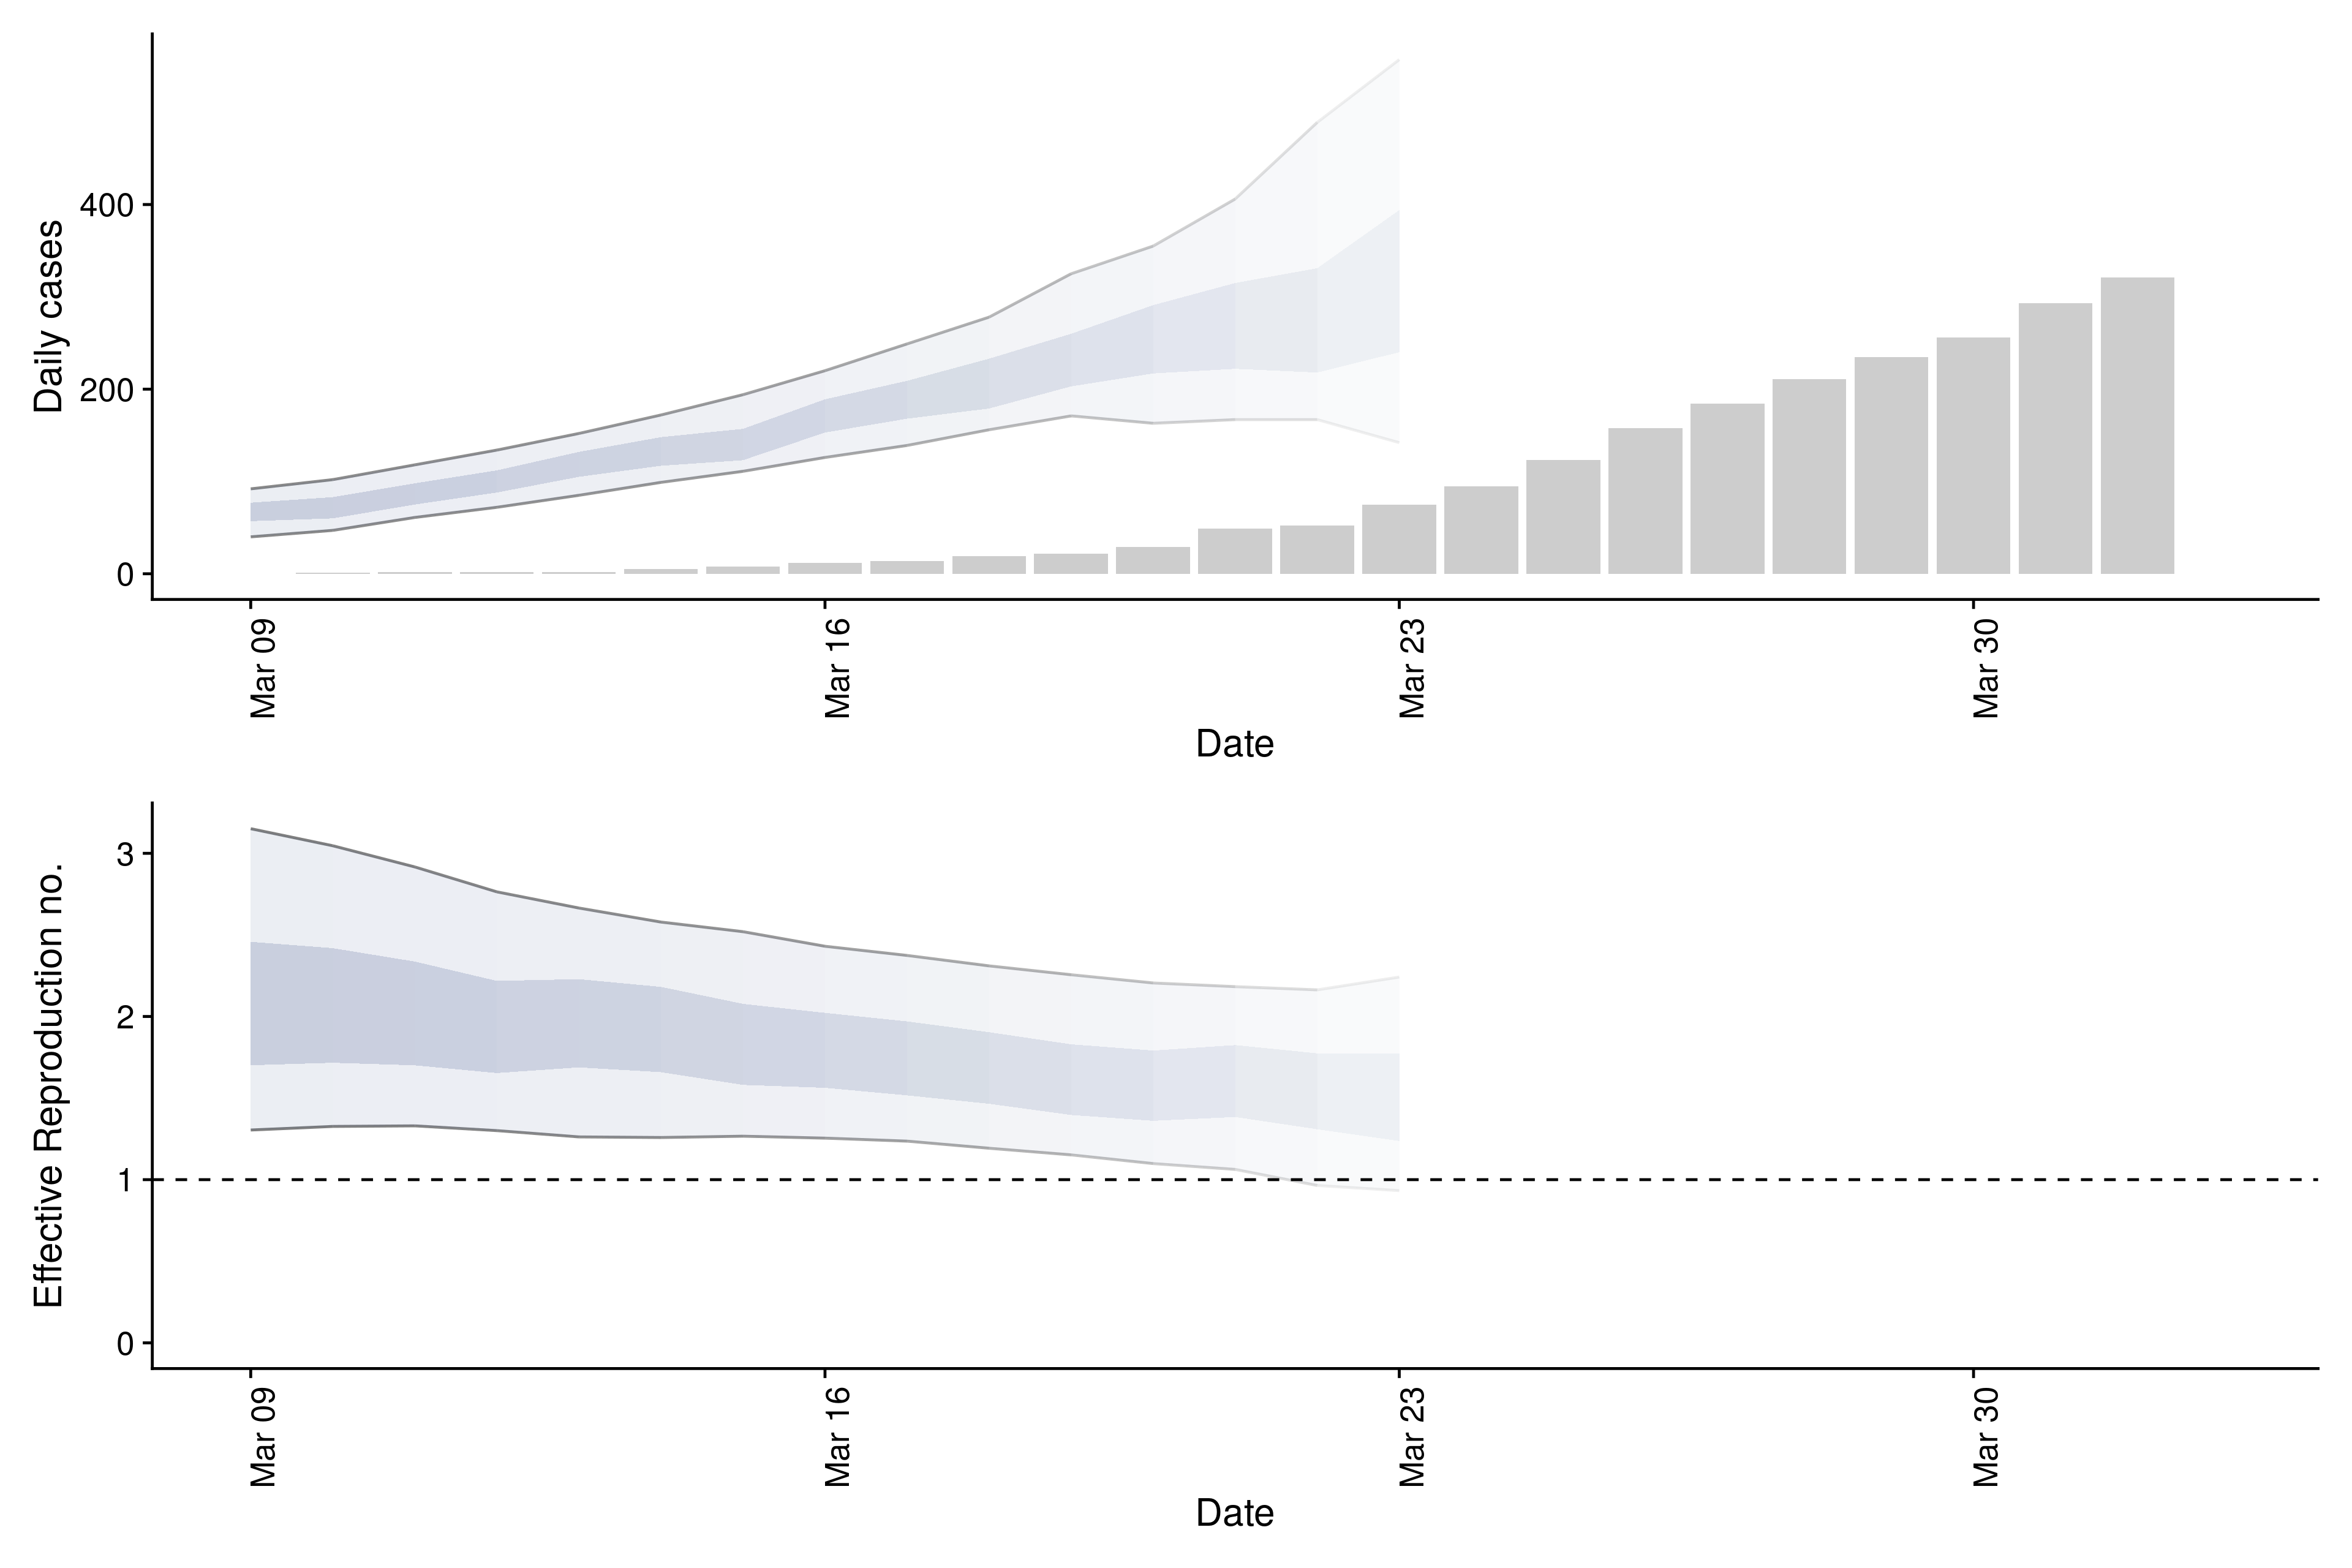 Daily cases
400
200
0
Mar 09
Mar 16
Mar 23
Mar 30
Date
Effective Reproduction no.
3
2
1
0
Mar 09
Mar 16
Mar 23
Mar 30
Date